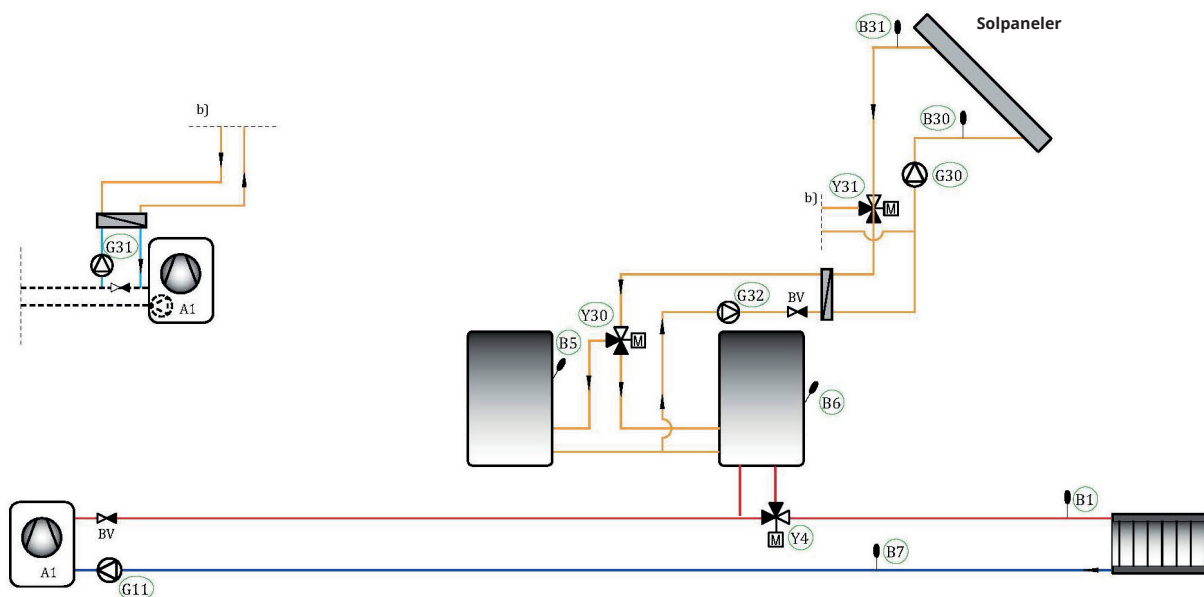 Solpaneler
B31
B30
b)
G30
Y31
b)
M
G31
A1
G32
BV
Y30
M
B5
B6
B1
BV
Y4
M
B7
A1
G11